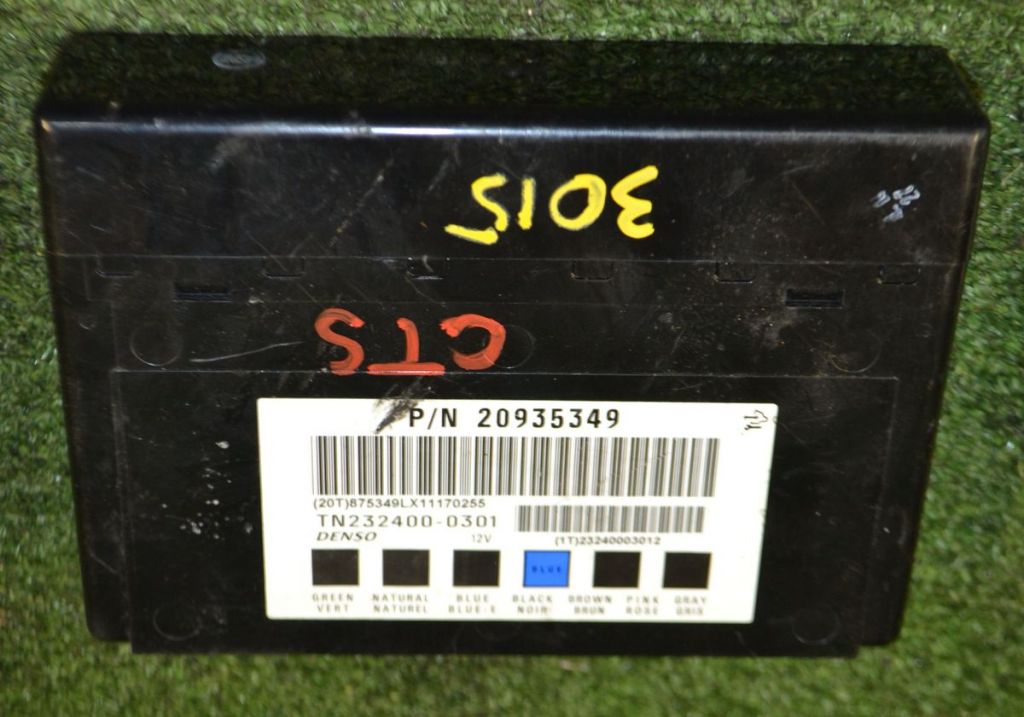 3015
CTS
P/N 20935349
(20T)875349LX11170255
TN232400-0301
DENSO 12V
(1T)23240003012
BLUE
GREEN NATURAL BLUE BLACK BROWN PINK GRAY
VERT NATUREL BLUE-E NOIR BRUN ROSE GRIS